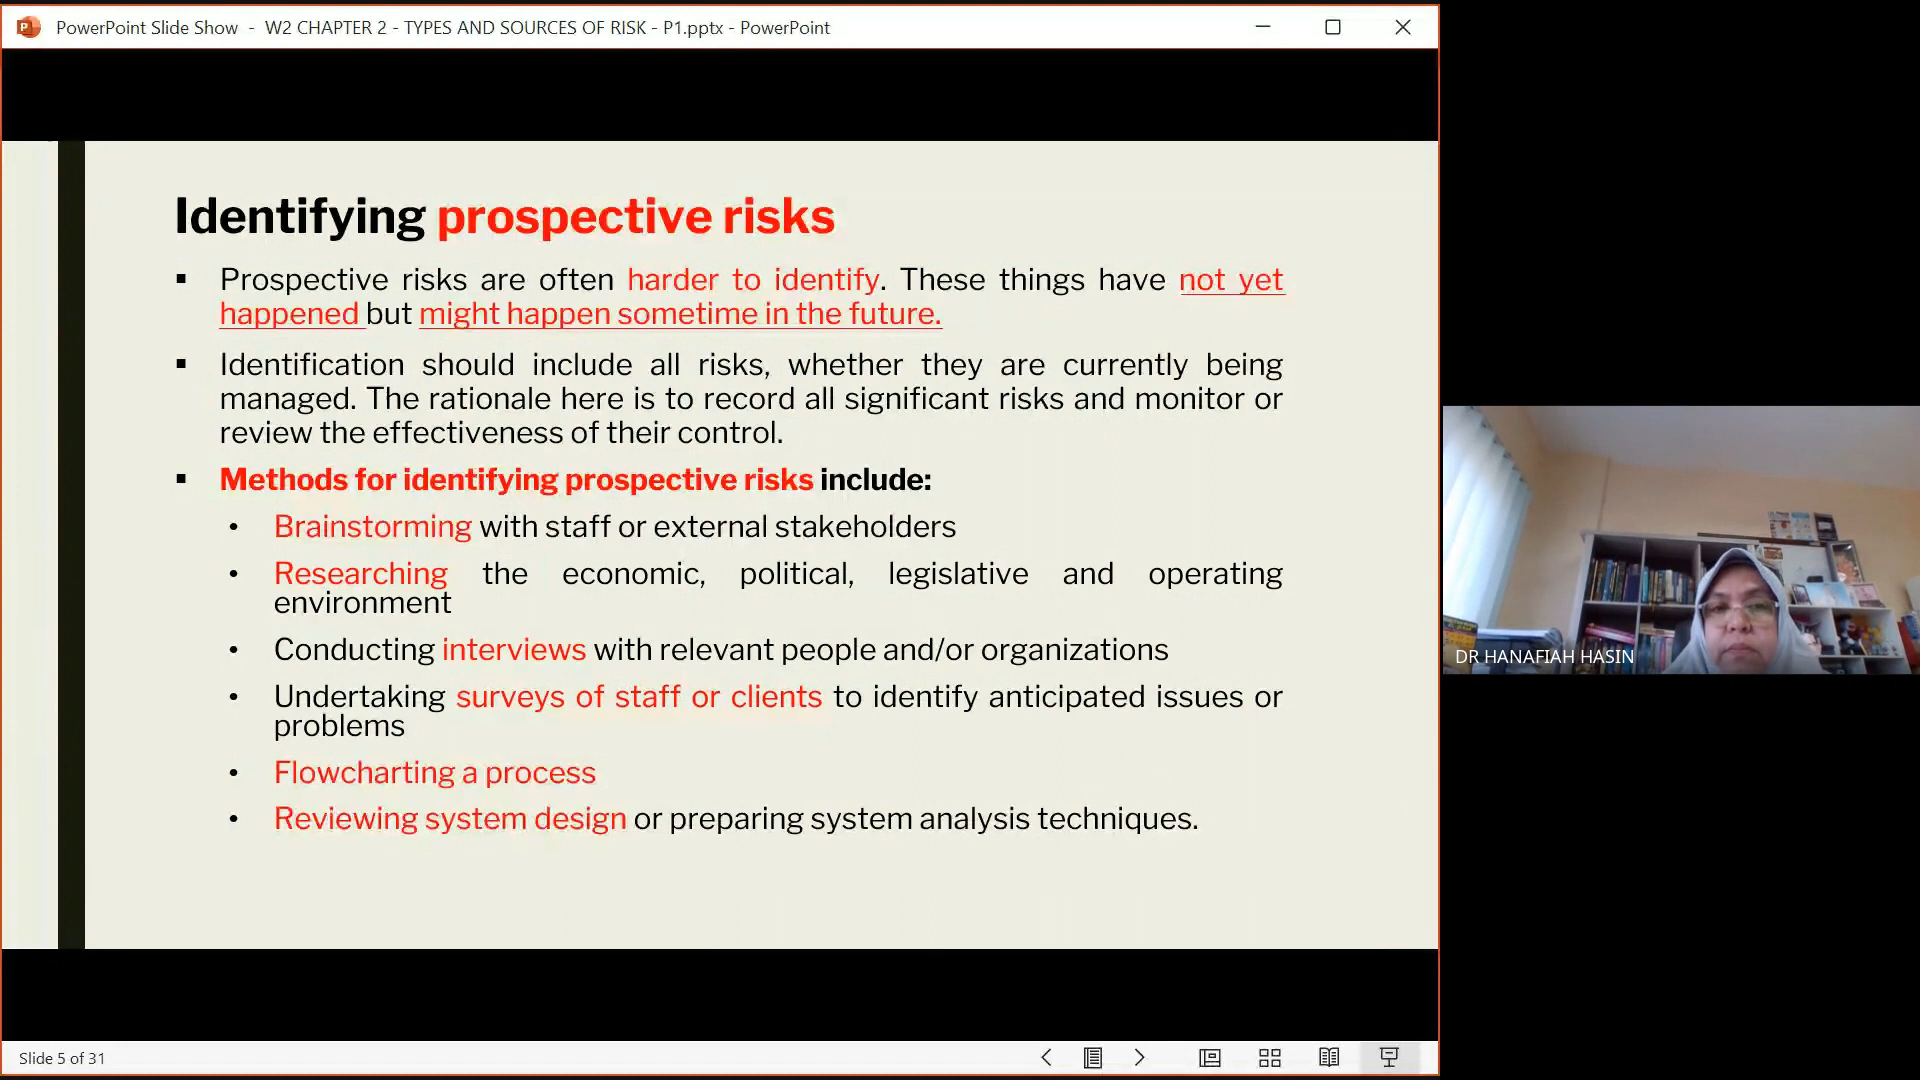 PowerPoint Slide Show - W2 CHAPTER 2 - TYPES AND SOURCES OF RISK - P1.pptx - PowerPoint
Identifying prospective risks
▪ Prospective risks are often harder to identify. These things have not yet
happened but might happen sometime in the future.
▪ Identification should include all risks, whether they are currently being
managed. The rationale here is to record all significant risks and monitor or
review the effectiveness of their control.
▪ Methods for identifying prospective risks include:
• Brainstorming with staff or external stakeholders
• Researching the economic, political, legislative and operating
environment
• Conducting interviews with relevant people and/or organizations
• Undertaking surveys of staff or clients to identify anticipated issues or
problems
• Flowcharting a process
• Reviewing system design or preparing system analysis techniques.
DR HANAFIAH HASIN
Slide 5 of 31